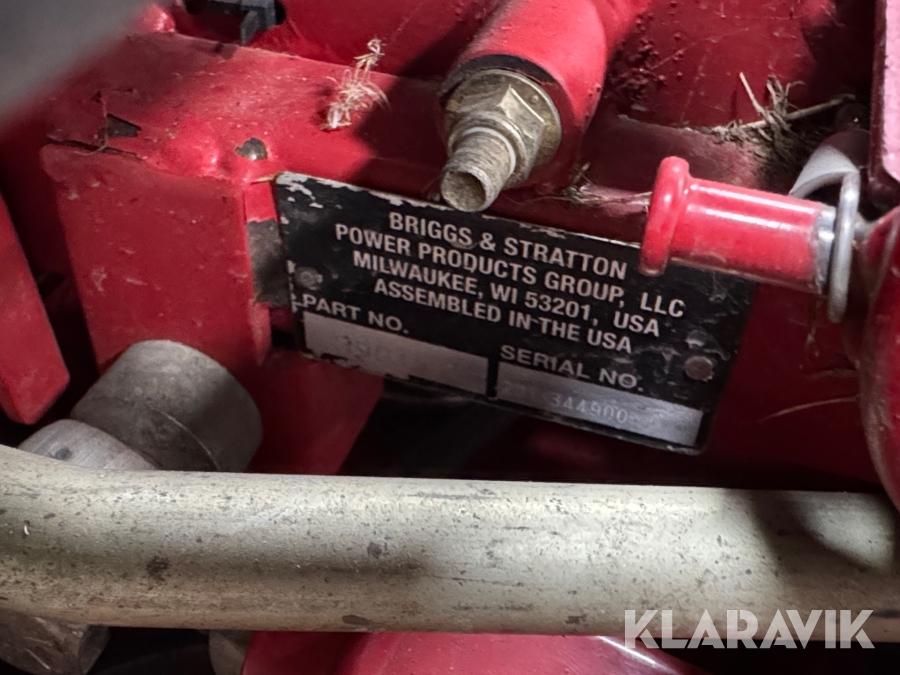 BRIGGS & STRATTON
POWER PRODUCTS GROUP, LLC
MILWAUKEE, WI 53201, USA
ASSEMBLED IN THE USA
PART NO.
SERIAL NO.
344900
KLARAVIK